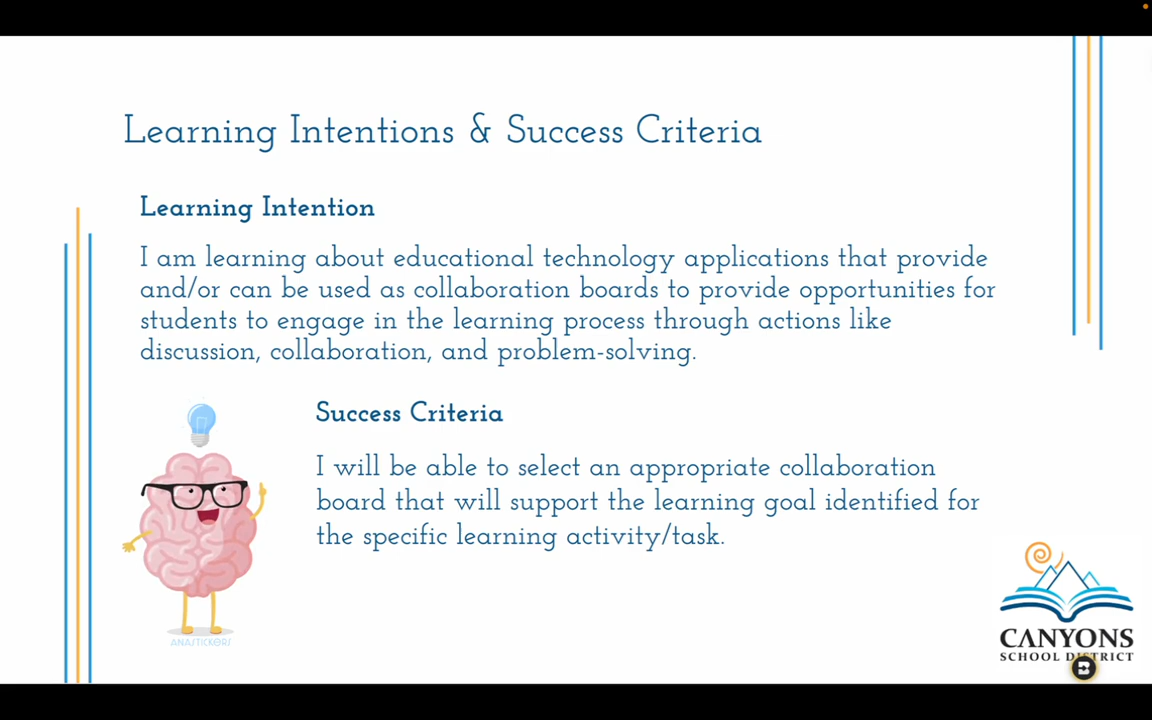 Learning Intentions & Success Criteria
Learning Intention
I am learning about educational technology applications that provide
and/or can be used as collaboration boards to provide opportunities for
students to engage in the learning process through actions like
discussion, collaboration, and problem-solving.
Success Criteria
I will be able to select an appropriate collaboration
board that will support the learning goal identified for
the specific learning activity/task.
ANASTICKERS
CANYONS
SCHOOL DISTRICT